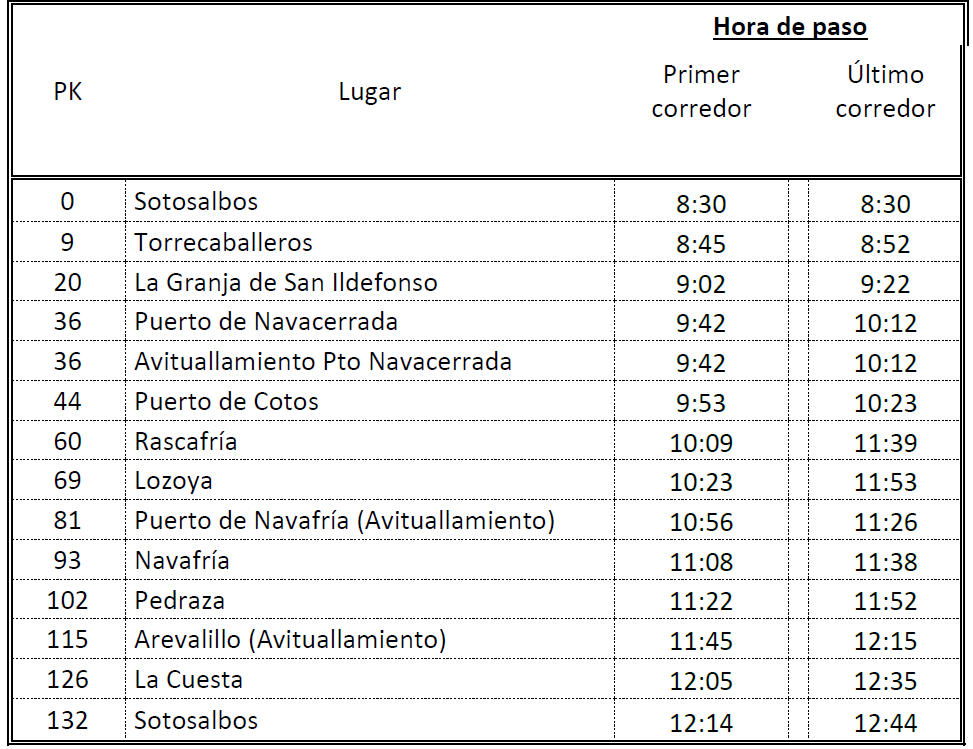 Hora de paso
PK Lugar Primer corredor Último corredor
0 Sotosalbos 8:30 8:30
9 Torrecaballeros 8:45 8:52
20 La Granja de San Ildefonso 9:02 9:22
36 Puerto de Navacerrada 9:42 10:12
36 Avituallamiento Pto Navacerrada 9:42 10:12
44 Puerto de Cotos 9:53 10:23
60 Rascafría 10:09 11:39
69 Lozoya 10:23 11:53
81 Puerto de Navafría (Avituallamiento) 10:56 11:26
93 Navafría 11:08 11:38
102 Pedraza 11:22 11:52
115 Arevalillo (Avituallamiento) 11:45 12:15
126 La Cuesta 12:05 12:35
132 Sotosalbos 12:14 12:44